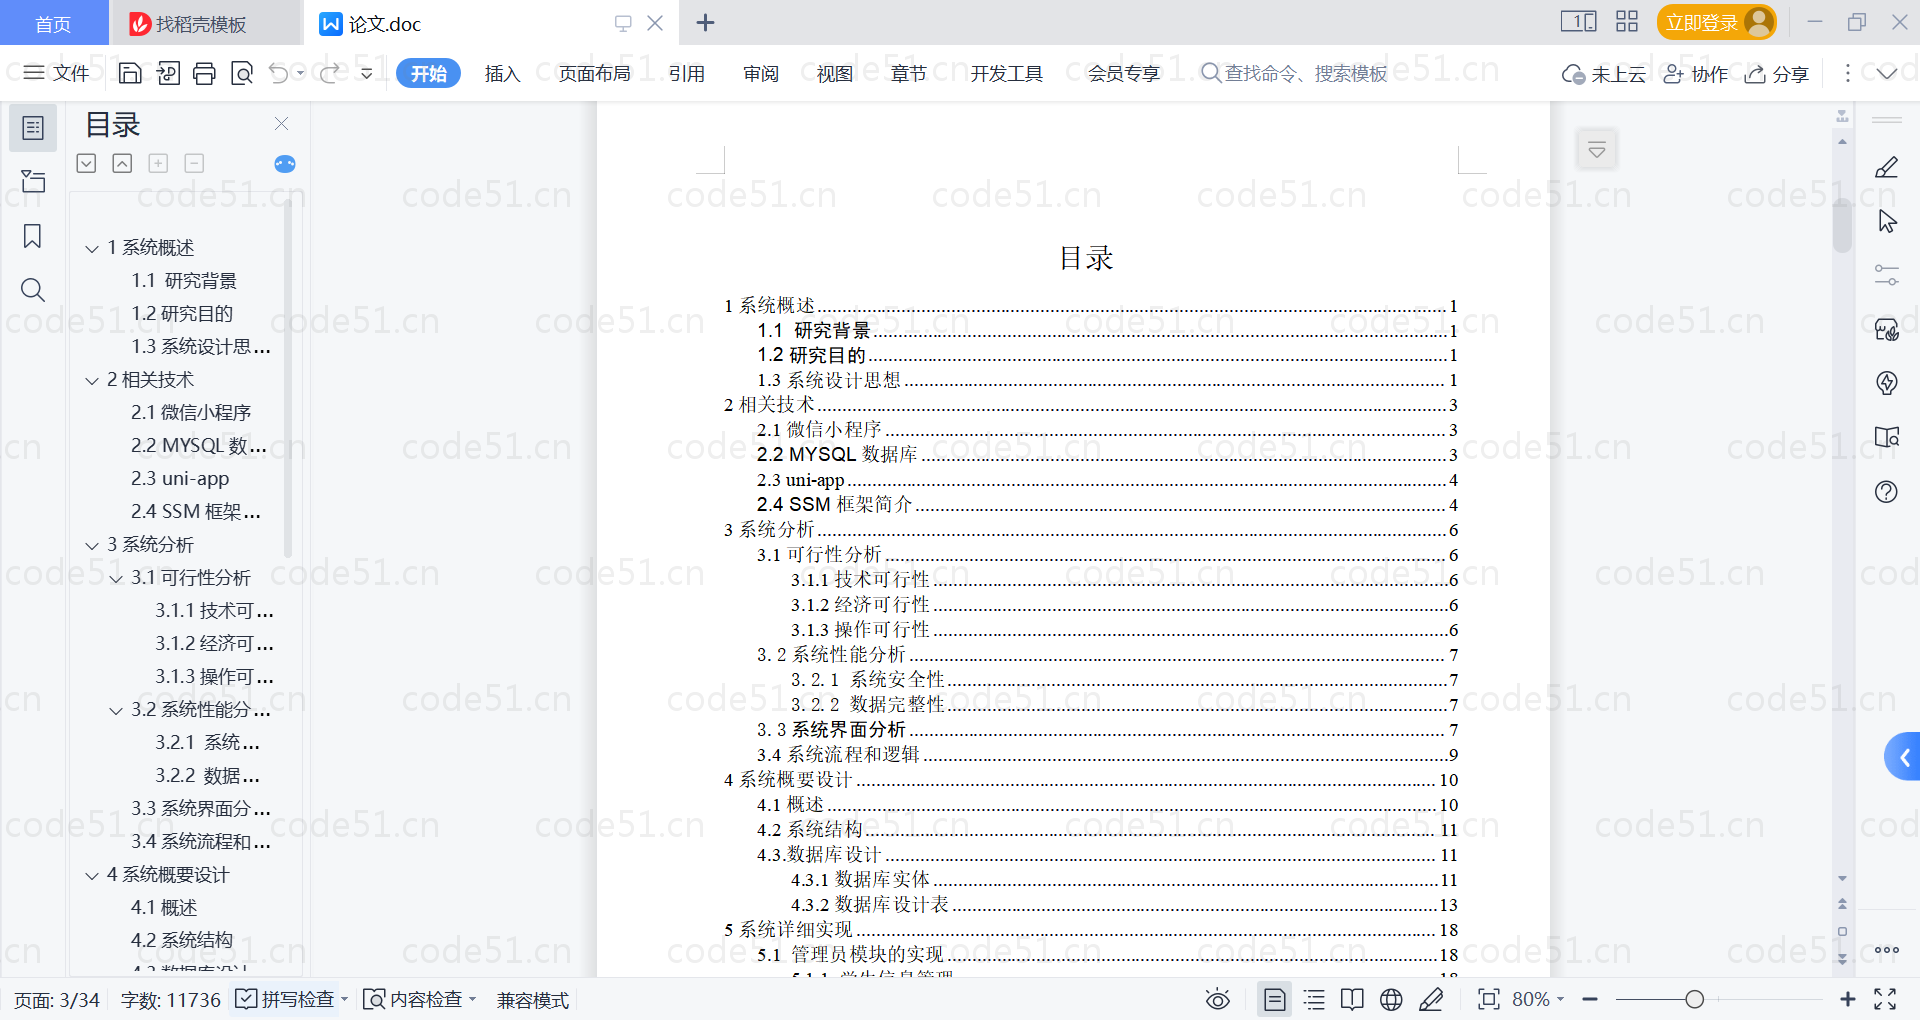 首页
找稻壳模板
论文.doc
立即登录
文件
开始
插入
页面布局
引用
审阅
视图
章节
开发工具
会员专享
查找命令、搜索模板
未上云
协作
分享
目录
1 系统概述
1.1 研究背景
1.2 研究目的
1.3 系统设计思...
2 相关技术
2.1 微信小程序
2.2 MYSQL 数...
2.3 uni-app
2.4 SSM 框架...
3 系统分析
3.1 可行性分析
3.1.1 技术可...
3.1.2 经济可...
3.1.3 操作可...
3.2 系统性能分...
3.2.1 系统...
3.2.2 数据...
3.3 系统界面分...
3.4 系统流程和...
4 系统概要设计
4.1 概述
4.2 系统结构
目录
1 系统概述 1
1.1 研究背景 1
1.2 研究目的 1
1.3 系统设计思想 1
2 相关技术 3
2.1 微信小程序 3
2.2 MYSQL 数据库 3
2.3 uni-app 4
2.4 SSM 框架简介 4
3 系统分析 6
3.1 可行性分析 6
3.1.1 技术可行性 6
3.1.2 经济可行性 6
3.1.3 操作可行性 6
3.2 系统性能分析 7
3.2.1 系统安全性 7
3.2.2 数据完整性 7
3.3 系统界面分析 7
3.4 系统流程和逻辑 9
4 系统概要设计 10
4.1 概述 10
4.2 系统结构 11
4.3.数据库设计 11
4.3.1 数据库实体 11
4.3.2 数据库设计表 13
5 系统详细实现 18
5.1 管理员模块的实现 18
页面: 3/34
字数: 11736
拼写检查
内容检查
兼容模式
80%
code51.cn